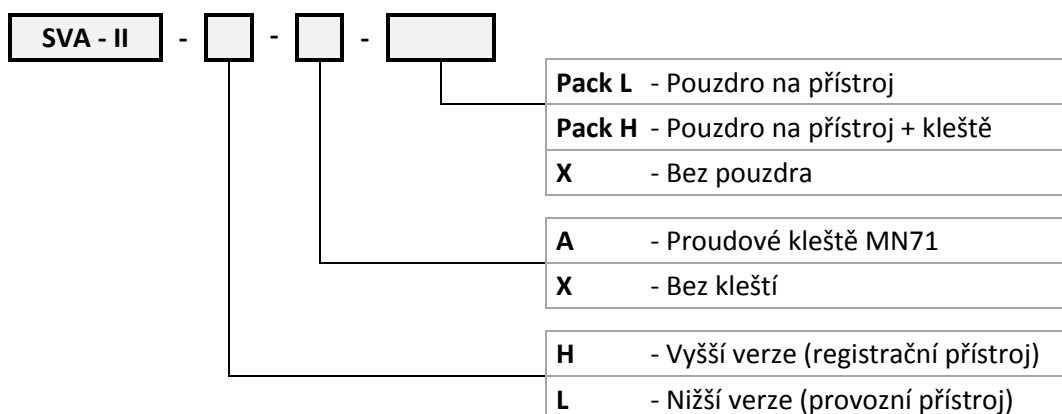 SVA - II - - -
Pack L - Pouzdro na přístroj
Pack H - Pouzdro na přístroj + kleště
X - Bez pouzdra
A - Proudové kleště MN71
X - Bez kleští
H - Vyšší verze (registrační přístroj)
L - Nižší verze (provozní přístroj)